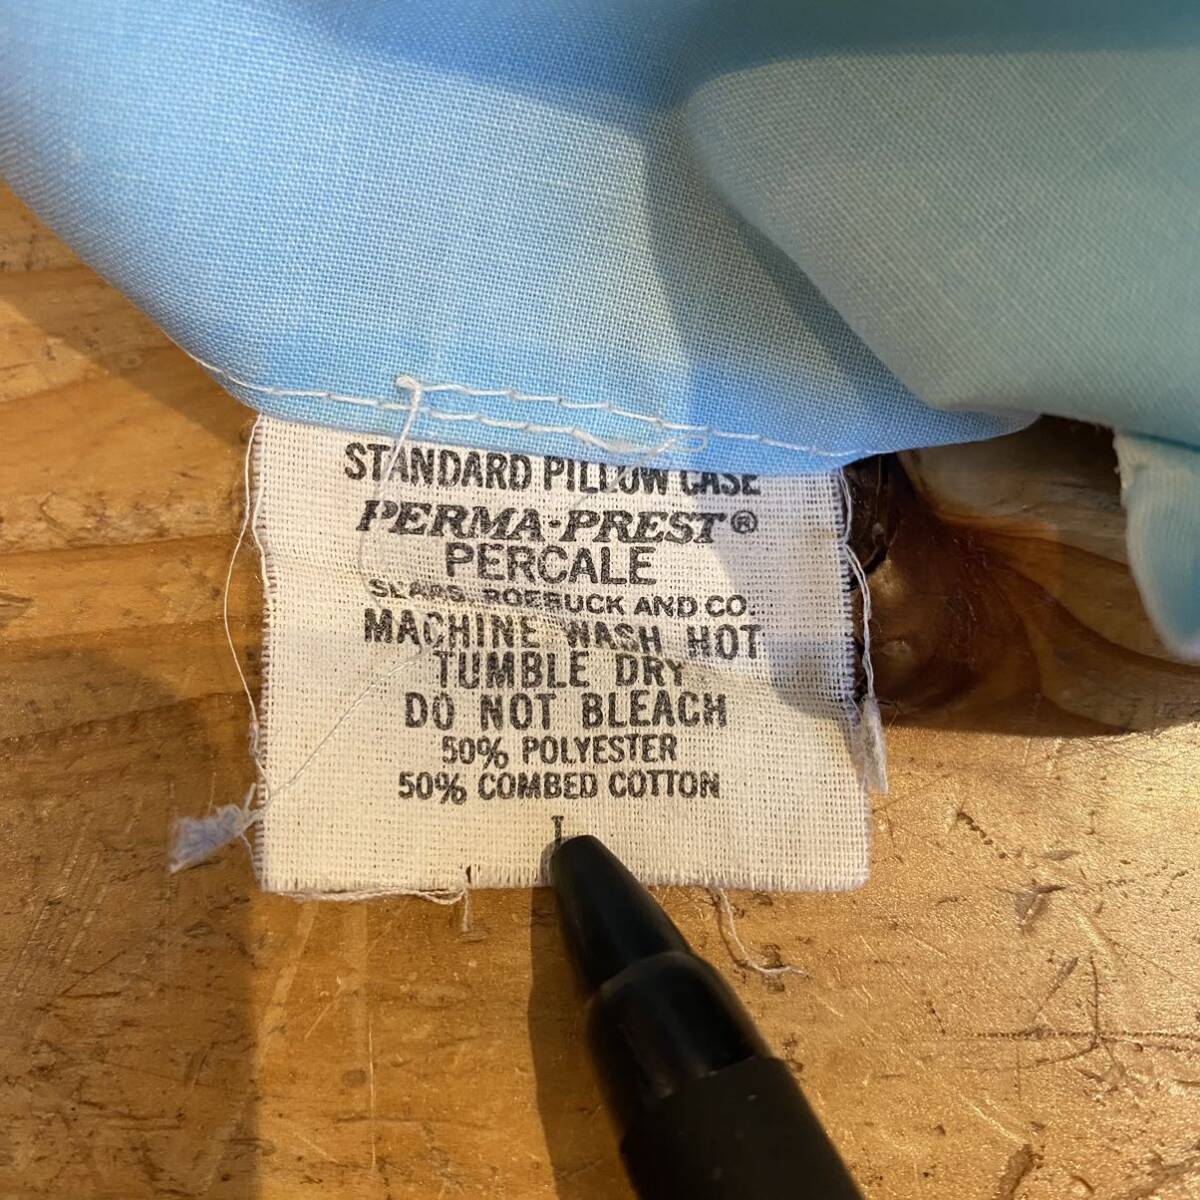 STANDARD PILLOW CASE
PERMA-PREST®
PERCALE
SEARS, ROEBUCK AND CO.
MACHINE WASH HOT
TUMBLE DRY
DO NOT BLEACH
50% POLYESTER
50% COMBED COTTON